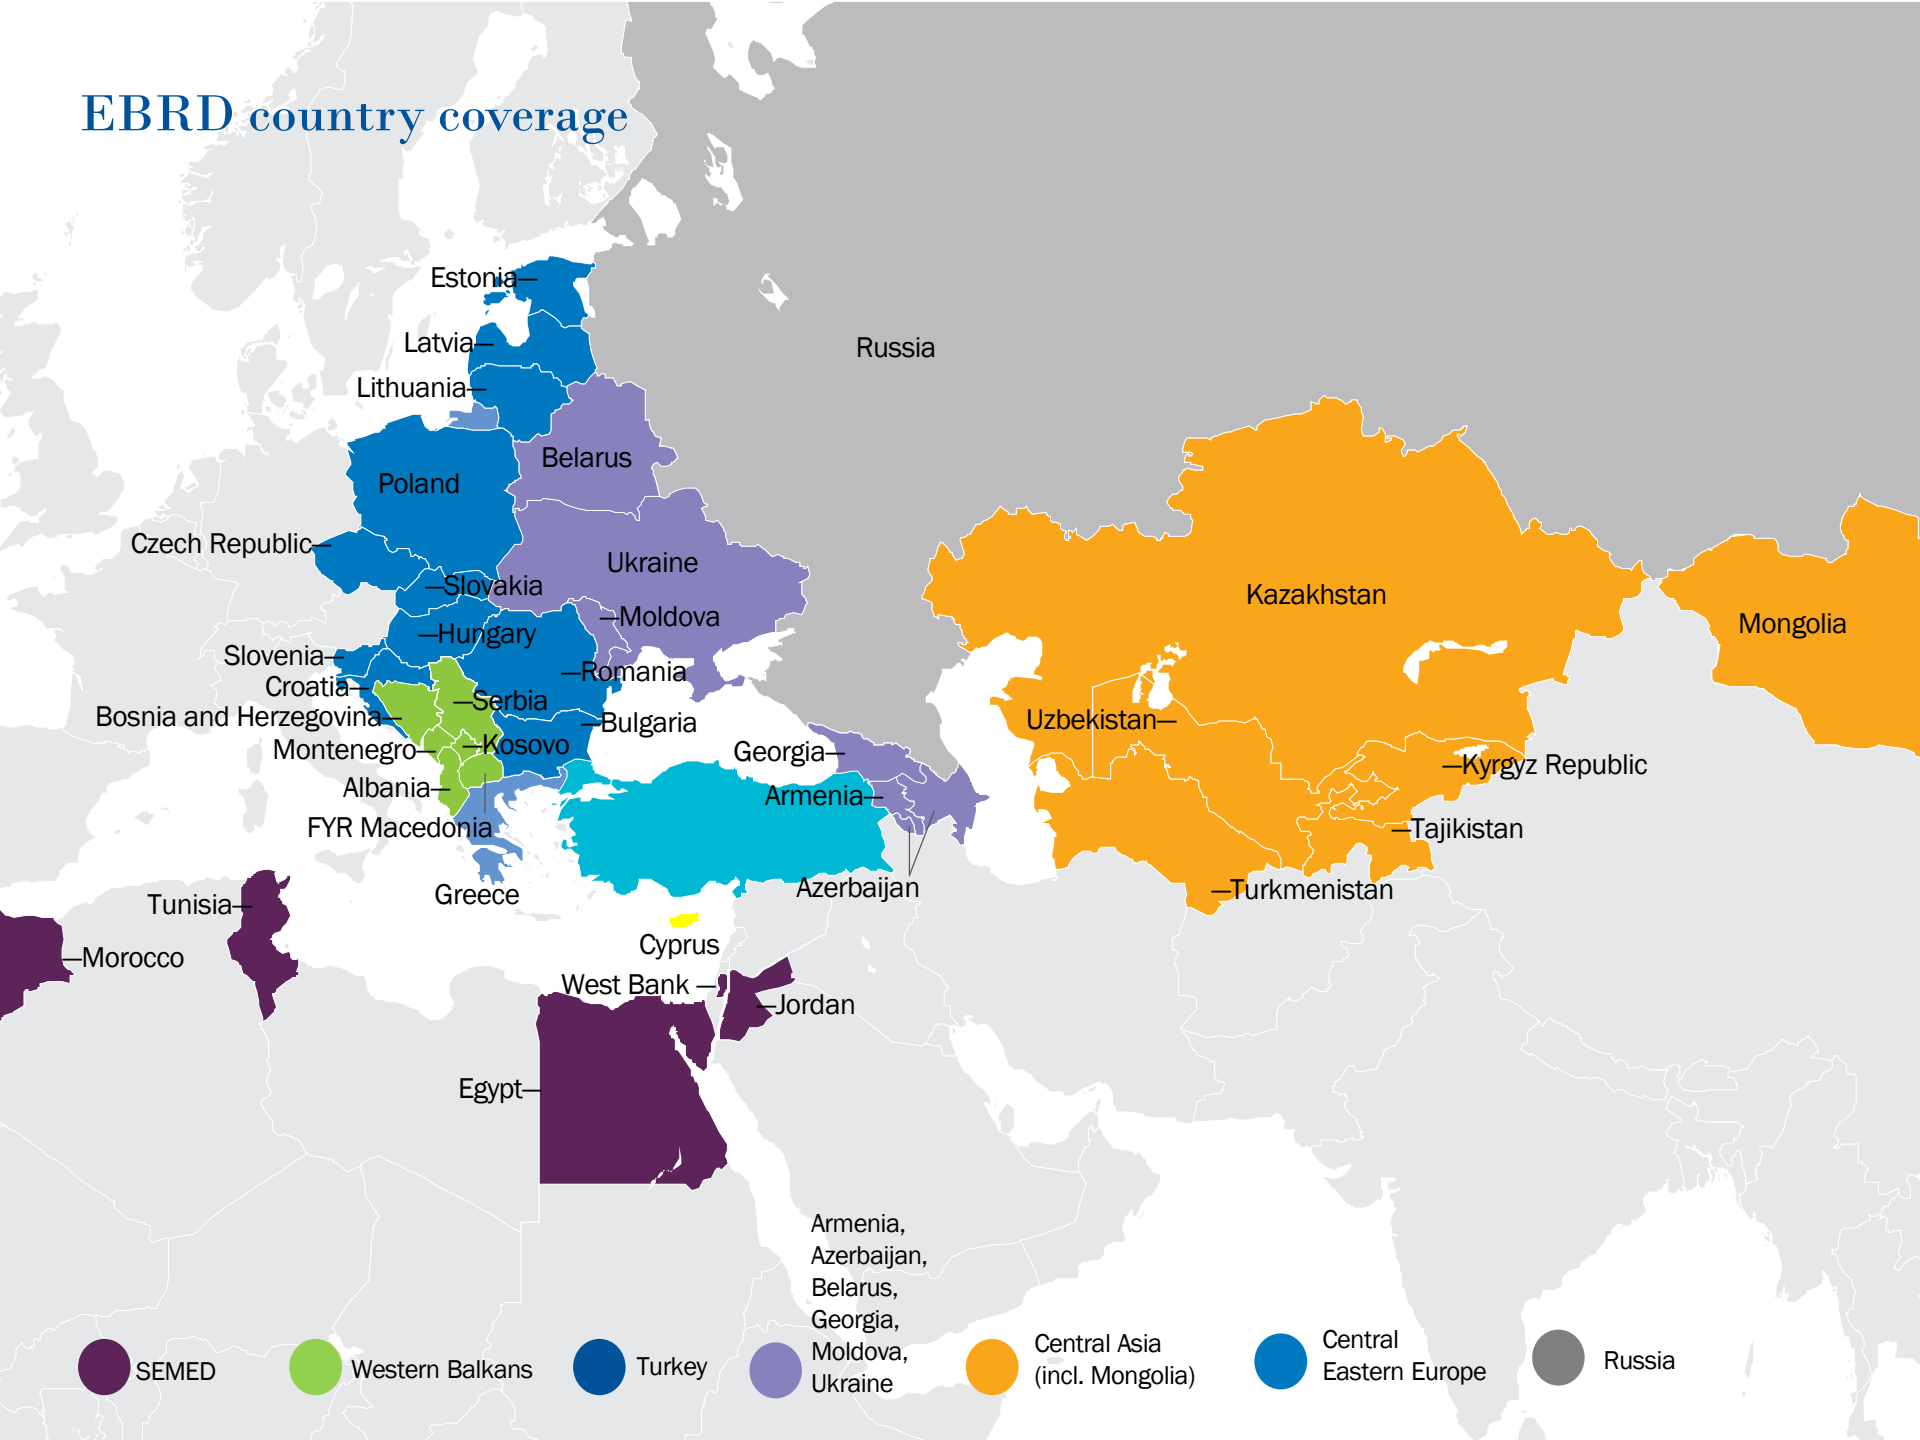 EBRD country coverage
Estonia
Latvia
Russia
Lithuania
Belarus
Poland
Czech Republic
Ukraine
Slovakia
Kazakhstan
Moldova
Mongolia
Hungary
Slovenia
Romania
Croatia
Serbia
Bosnia and Herzegovina
Uzbekistan
Bulgaria
Kosovo
Montenegro
Georgia
Kyrgyz Republic
Albania
Armenia
FYR Macedonia
Tajikistan
Azerbaijan
Turkmenistan
Greece
Tunisia
Cyprus
Morocco
West Bank
Jordan
Egypt
SEMED
Western Balkans
Turkey
Armenia,
Azerbaijan,
Belarus,
Georgia,
Moldova,
Ukraine
Central Asia
(incl. Mongolia)
Central
Eastern Europe
Russia